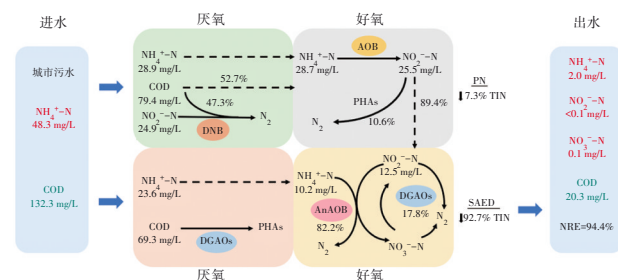 进水
厌氧
好氧
出水
城市污水
NH₄⁺-N
48.3 mg/L
COD
132.3 mg/L
NH₄⁺-N
28.9 mg/L
52.7%
COD
79.4 mg/L
47.3%
NO₂⁻-N
24.9 mg/L
DNB
N₂
AOB
NH₄⁺-N
28.7 mg/L
NO₂⁻-N
25.5 mg/L
PHAs
89.4%
N₂
10.6%
PN
7.3% TIN
NH₄⁺-N
23.6 mg/L
COD
69.3 mg/L
DGAOs
PHAs
NO₂⁻-N
12.5 mg/L
NH₄⁺-N
10.2 mg/L
AnAOB
82.2%
DGAOs
17.8%
N₂
N₂
NO₃⁻-N
SAED
92.7% TIN
NH₄⁺-N
2.0 mg/L
NO₂⁻-N
<0.1 mg/L
NO₃⁻-N
0.1 mg/L
COD
20.3 mg/L
NRE=94.4%
厌氧
好氧